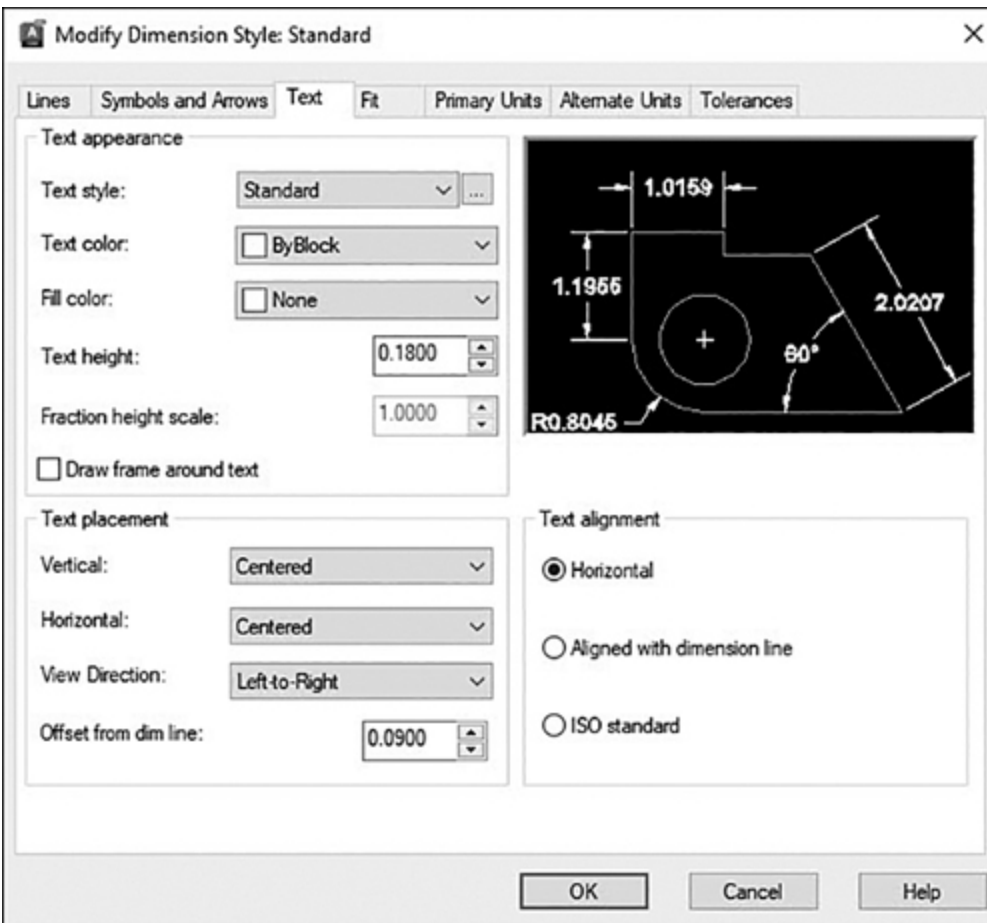 Modify Dimension Style: Standard
Lines Symbols and Arrows Text Fit Primary Units Alternate Units Tolerances
Text appearance
Text style: Standard ...
Text color: ByBlock
Fill color: None
Text height: 0.1800
Fraction height scale: 1.0000
Draw frame around text
1.0159
1.1955
2.0207
60°
R0.8045
Text placement
Vertical: Centered
Horizontal: Centered
View Direction: Left-to-Right
Offset from dim line: 0.0900
Text alignment
Horizontal
Aligned with dimension line
ISO standard
OK Cancel Help